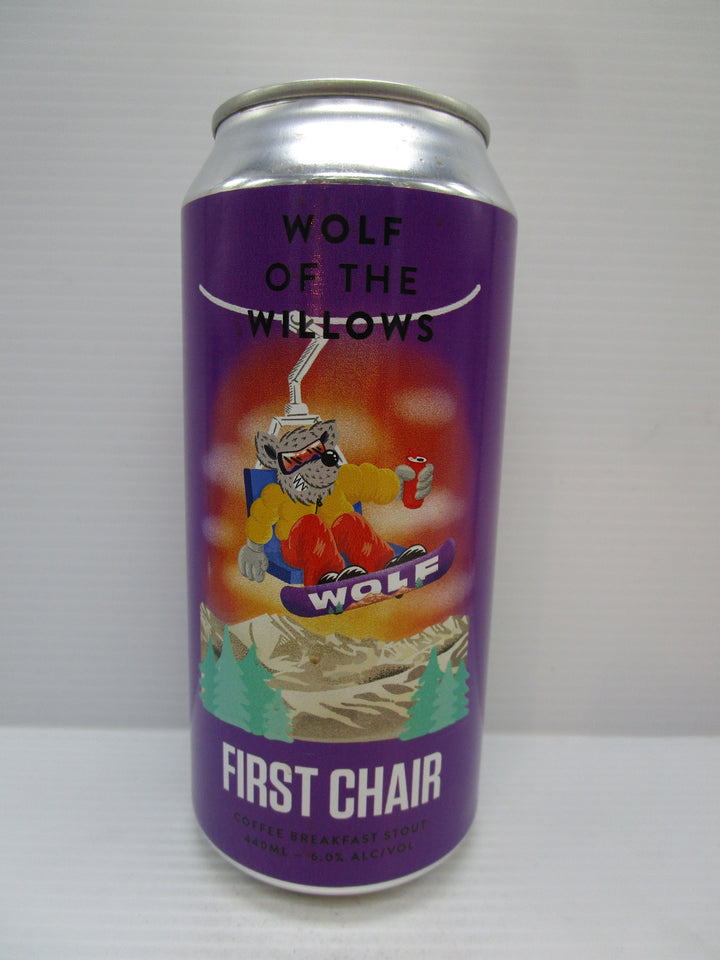 WOLF
OF THE
WILLOWS
WOLF
FIRST CHAIR
COFFEE BREAKFAST STOUT
440ML – 6.0% ALC/VOL